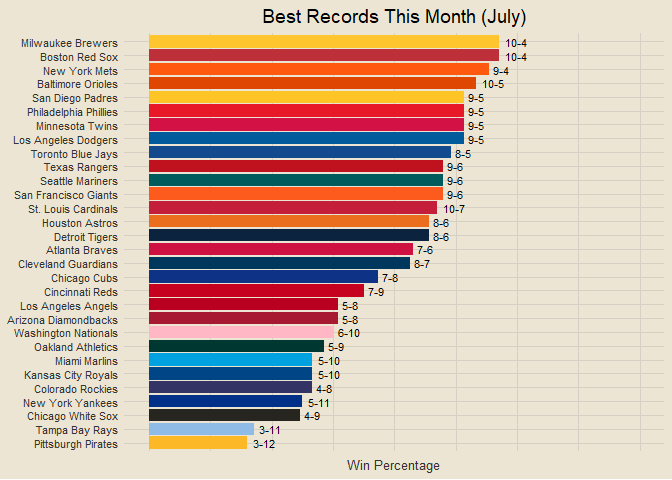 Best Records This Month (July)
Milwaukee Brewers 10-4
Boston Red Sox 10-4
New York Mets 9-4
Baltimore Orioles 10-5
San Diego Padres 9-5
Philadelphia Phillies 9-5
Minnesota Twins 9-5
Los Angeles Dodgers 9-5
Toronto Blue Jays 8-5
Texas Rangers 9-6
Seattle Mariners 9-6
San Francisco Giants 9-6
St. Louis Cardinals 10-7
Houston Astros 8-6
Detroit Tigers 8-6
Atlanta Braves 7-6
Cleveland Guardians 8-7
Chicago Cubs 7-8
Cincinnati Reds 7-9
Los Angeles Angels 5-8
Arizona Diamondbacks 5-8
Washington Nationals 6-10
Oakland Athletics 5-9
Miami Marlins 5-10
Kansas City Royals 5-10
Colorado Rockies 4-8
New York Yankees 5-11
Chicago White Sox 4-9
Tampa Bay Rays 3-11
Pittsburgh Pirates 3-12
Win Percentage